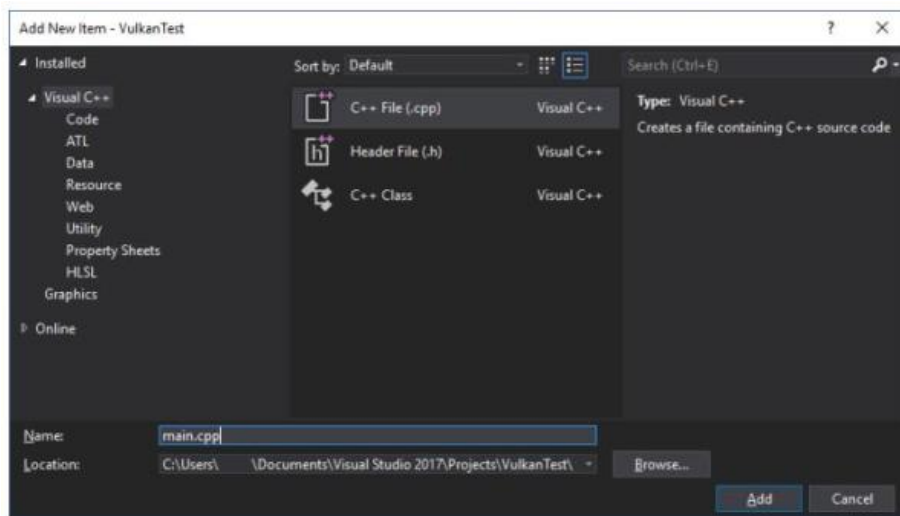 Add New Item - VulkanTest
? ×
Installed
Sort by: Default
Search (Ctrl+E)
Visual C++
Code
ATL
Data
Resource
Web
Utility
Property Sheets
HLSL
Graphics
Online
C++ File (.cpp) Visual C++
Header File (.h) Visual C++
C++ Class Visual C++
Type: Visual C++
Creates a file containing C++ source code
Name: main.cpp
Location: C:\Users\ \Documents\Visual Studio 2017\Projects\VulkanTest\
Browse...
Add Cancel